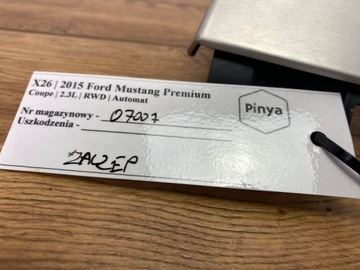 X26 | 2015 Ford Mustang Premium
Coupe | 2.3L | RWD | Automat
Pinya
Nr magazynowy - 07007
Uszkodzenia -
ZACZEP